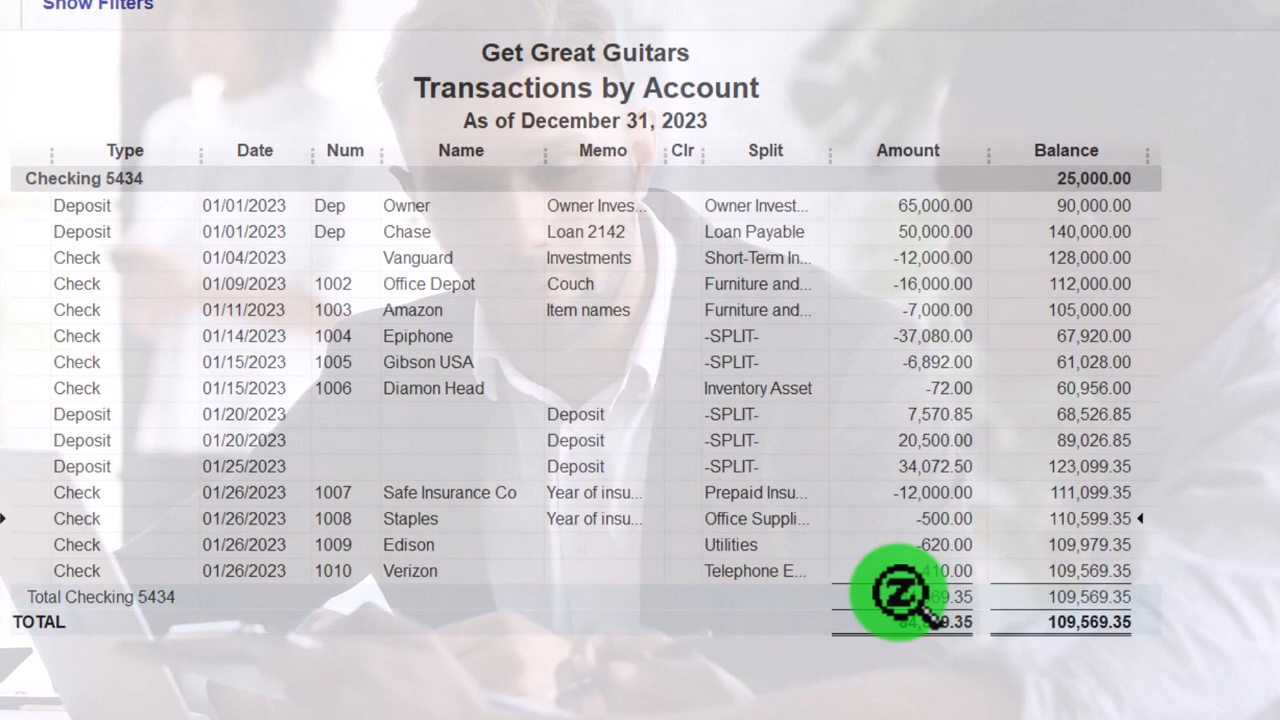 Show Filters
Get Great Guitars
Transactions by Account
As of December 31, 2023
Type Date Num Name Memo Clr Split Amount Balance
Checking 5434 25,000.00
Deposit 01/01/2023 Dep Owner Owner Inves... Owner Invest... 65,000.00 90,000.00
Deposit 01/01/2023 Dep Chase Loan 2142 Loan Payable 50,000.00 140,000.00
Check 01/04/2023 Vanguard Investments Short-Term In... -12,000.00 128,000.00
Check 01/09/2023 1002 Office Depot Couch Furniture and... -16,000.00 112,000.00
Check 01/11/2023 1003 Amazon Item names Furniture and... -7,000.00 105,000.00
Check 01/14/2023 1004 Epiphone -SPLIT- -37,080.00 67,920.00
Check 01/15/2023 1005 Gibson USA -SPLIT- -6,892.00 61,028.00
Check 01/15/2023 1006 Diamon Head Inventory Asset -72.00 60,956.00
Deposit 01/20/2023 Deposit -SPLIT- 7,570.85 68,526.85
Deposit 01/20/2023 Deposit -SPLIT- 20,500.00 89,026.85
Deposit 01/25/2023 Deposit -SPLIT- 34,072.50 123,099.35
Check 01/26/2023 1007 Safe Insurance Co Year of insu... Prepaid Insu... -12,000.00 111,099.35
Check 01/26/2023 1008 Staples Year of insu... Office Suppli... -500.00 110,599.35
Check 01/26/2023 1009 Edison Utilities -620.00 109,979.35
Check 01/26/2023 1010 Verizon Telephone E... 109,569.35
Total Checking 5434 109,569.35
TOTAL 109,569.35